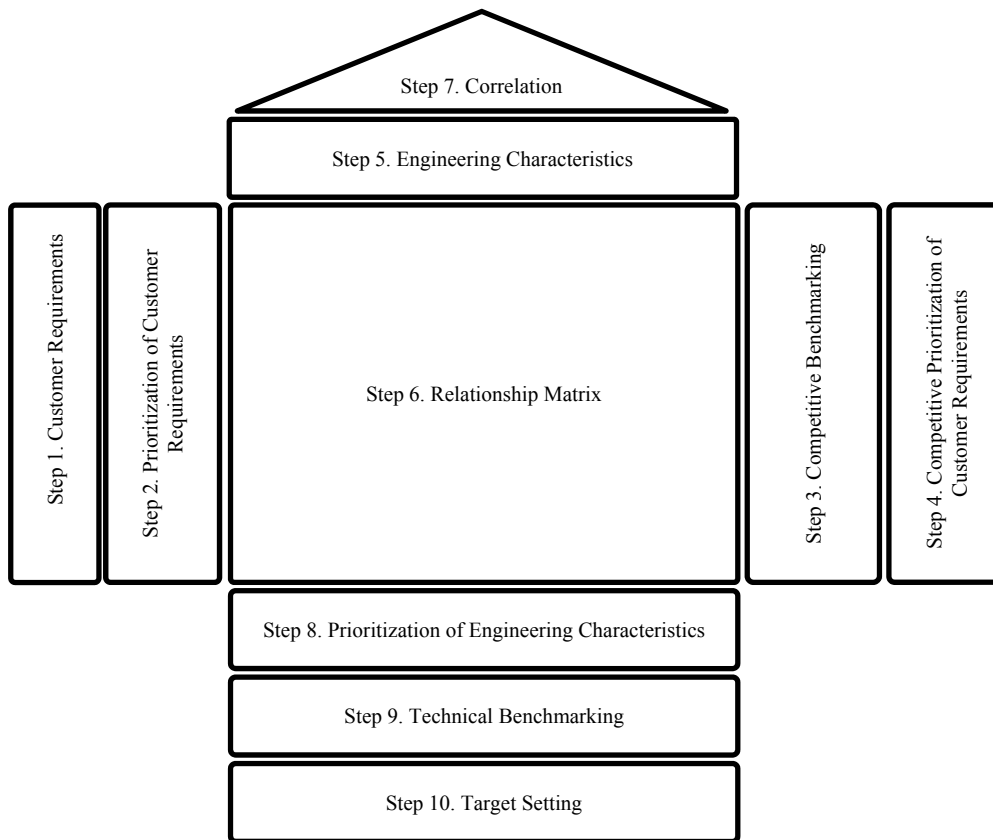 Step 7. Correlation
Step 5. Engineering Characteristics
Step 1. Customer Requirements
Step 2. Prioritization of Customer
Requirements
Step 6. Relationship Matrix
Step 3. Competitive Benchmarking
Step 4. Competitive Prioritization of
Customer Requirements
Step 8. Prioritization of Engineering Characteristics
Step 9. Technical Benchmarking
Step 10. Target Setting